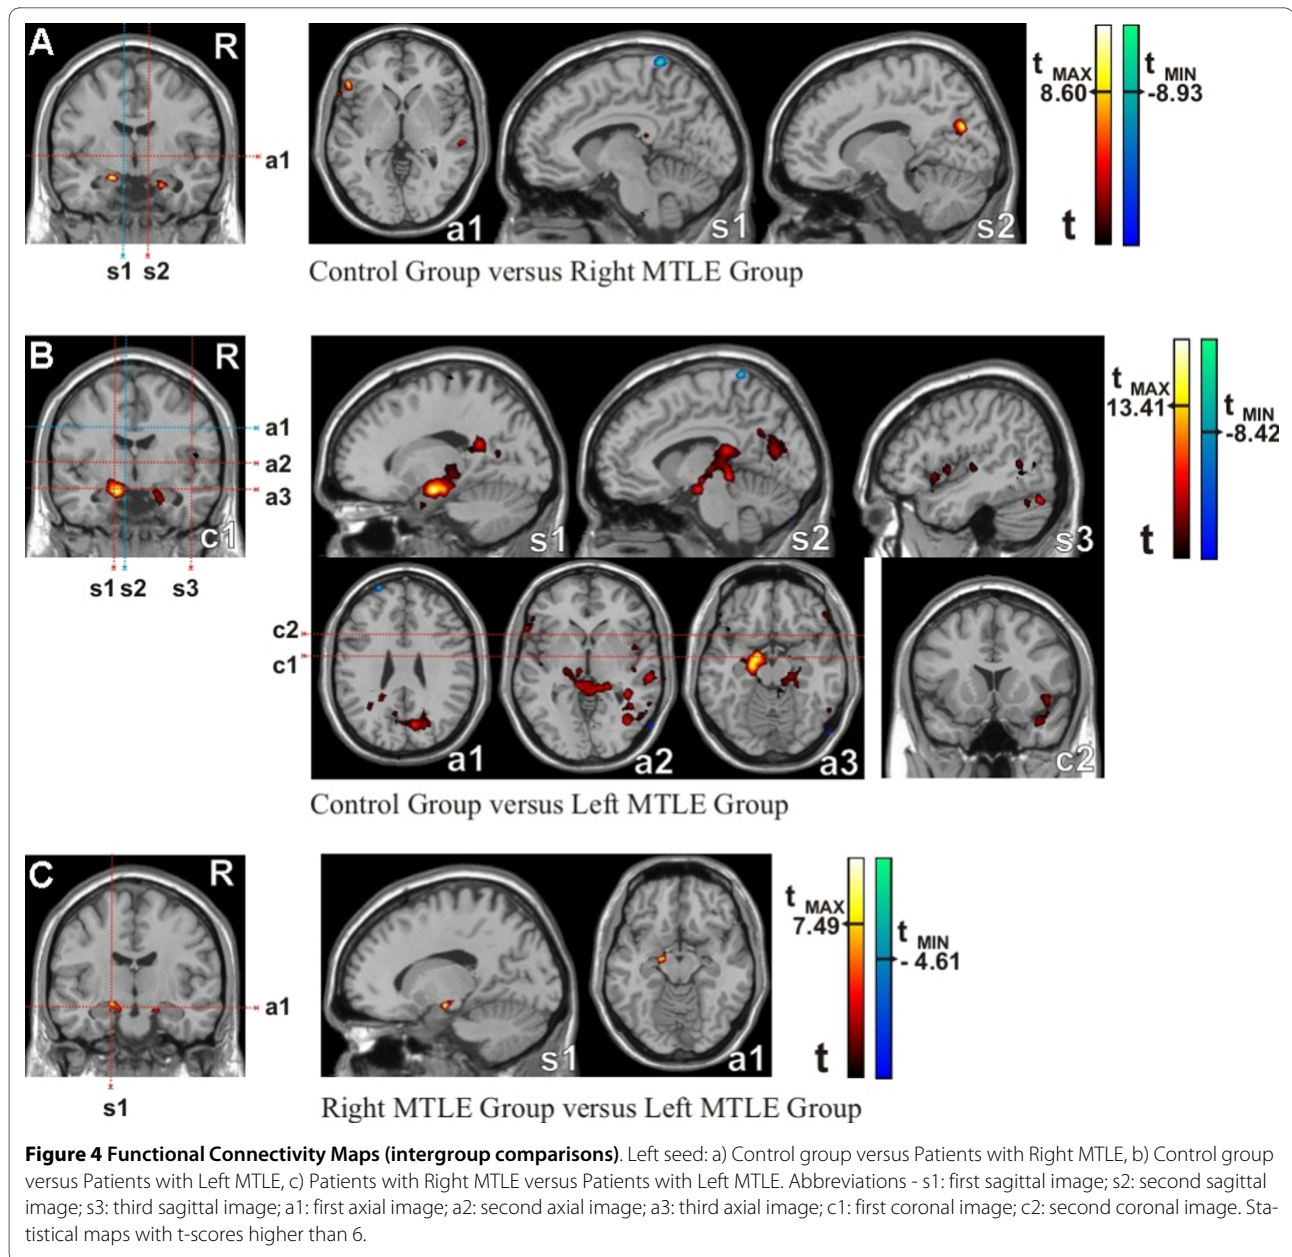 A
R
a1
s1 s2
a1
s1
s2
t MAX
8.60
t MIN
-8.93
t
Control Group versus Right MTLE Group
B
R
a1
a2
a3
c1
s1 s2 s3
s1
s2
s3
t MAX
13.41
t MIN
-8.42
t
c2
c1
a1
a2
a3
c2
Control Group versus Left MTLE Group
C
R
a1
s1
s1
a1
t MAX
7.49
t MIN
- 4.61
t
Right MTLE Group versus Left MTLE Group
Figure 4 Functional Connectivity Maps (intergroup comparisons). Left seed: a) Control group versus Patients with Right MTLE, b) Control group
versus Patients with Left MTLE, c) Patients with Right MTLE versus Patients with Left MTLE. Abbreviations - s1: first sagittal image; s2: second sagittal
image; s3: third sagittal image; a1: first axial image; a2: second axial image; a3: third axial image; c1: first coronal image; c2: second coronal image. Sta-
tistical maps with t-scores higher than 6.